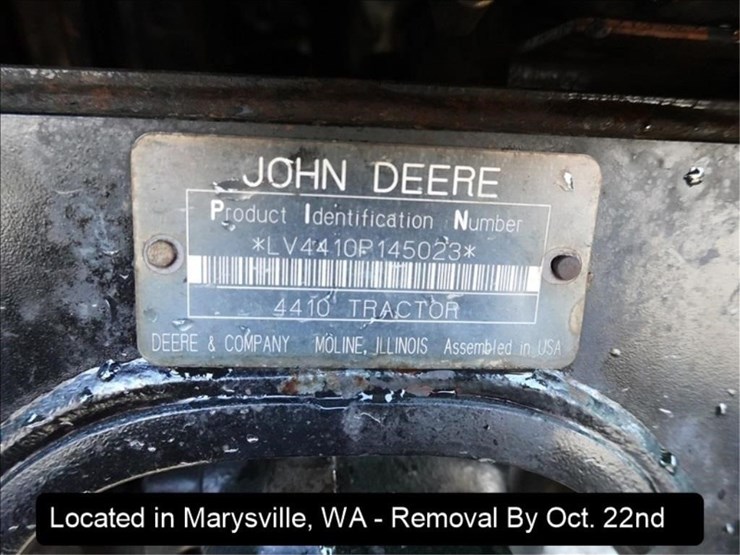 JOHN DEERE
Product Identification Number
*LV4410P145023*
4410 TRACTOR
DEERE & COMPANY MOLINE, ILLINOIS Assembled in USA
Located in Marysville, WA - Removal By Oct. 22nd